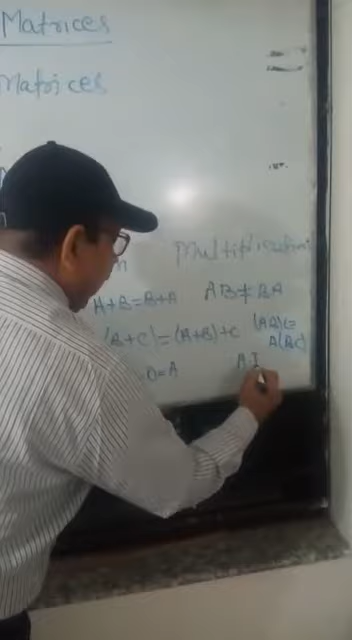 Matrices
Matrices
n Multiplication
A+B=B+A AB≠BA
(B+C)=(A+B)+C (AB)C=
A(BC)
0=A A.I